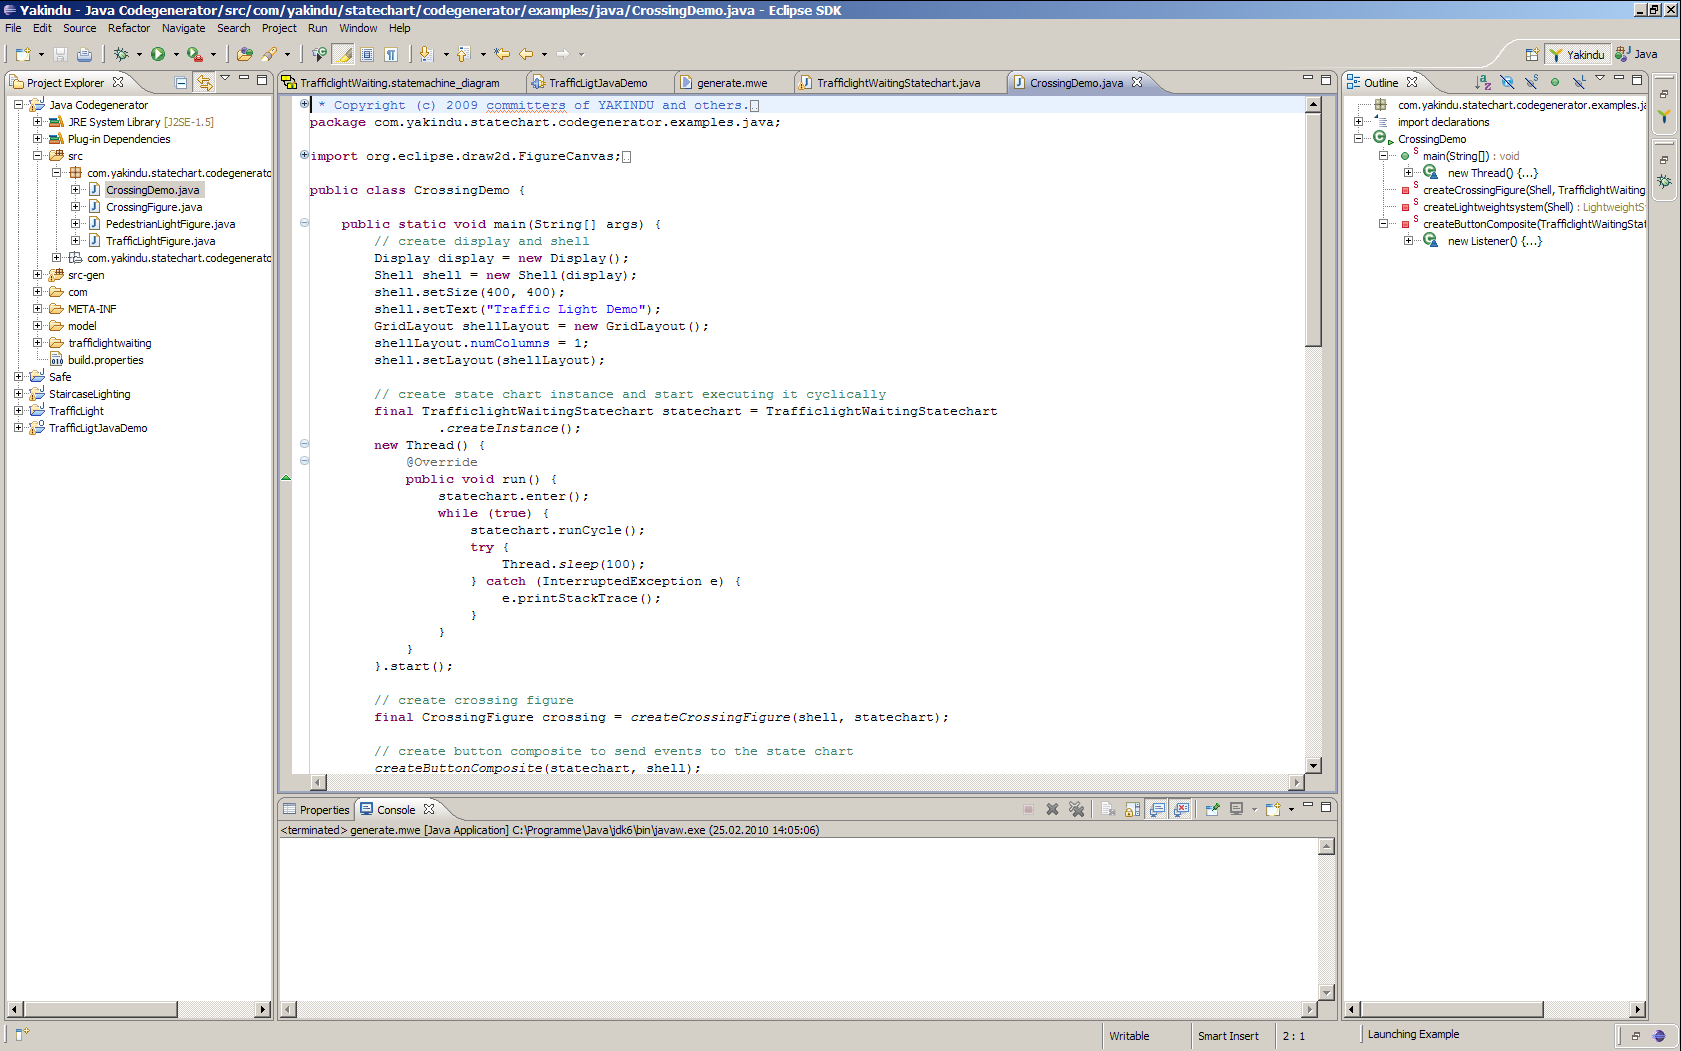 Yakindu - Java Codegenerator/src/com/yakindu/statechart/codegenerator/examples/java/CrossingDemo.java - Eclipse SDK
File Edit Source Refactor Navigate Search Project Run Window Help
Yakindu Java
Project Explorer
Java Codegenerator
JRE System Library [J2SE-1.5]
Plug-in Dependencies
src
com.yakindu.statechart.codegenerato
CrossingDemo.java
CrossingFigure.java
PedestrianLightFigure.java
TrafficLightFigure.java
com.yakindu.statechart.codegenerato
src-gen
com
META-INF
model
trafficlightwaiting
build.properties
Safe
StaircaseLighting
TrafficLight
TrafficLigtJavaDemo
TrafficlightWaiting.statemachine_diagram TrafficLigtJavaDemo generate.mwe TrafficlightWaitingStatechart.java CrossingDemo.java
* Copyright (c) 2009 committers of YAKINDU and others.
package com.yakindu.statechart.codegenerator.examples.java;
import org.eclipse.draw2d.FigureCanvas;
public class CrossingDemo {
public static void main(String[] args) {
// create display and shell
Display display = new Display();
Shell shell = new Shell(display);
shell.setSize(400, 400);
shell.setText("Traffic Light Demo");
GridLayout shellLayout = new GridLayout();
shellLayout.numColumns = 1;
shell.setLayout(shellLayout);
// create state chart instance and start executing it cyclically
final TrafficlightWaitingStatechart statechart = TrafficlightWaitingStatechart
.createInstance();
new Thread() {
@Override
public void run() {
statechart.enter();
while (true) {
statechart.runCycle();
try {
Thread.sleep(100);
} catch (InterruptedException e) {
e.printStackTrace();
}
}
}
}.start();
// create crossing figure
final CrossingFigure crossing = createCrossingFigure(shell, statechart);
// create button composite to send events to the state chart
createButtonComposite(statechart, shell);
Outline
com.yakindu.statechart.codegenerator.examples.ja
import declarations
CrossingDemo
main(String[]) : void
new Thread() {...}
createCrossingFigure(Shell, TrafficlightWaiting
createLightweightsystem(Shell) : LightweightS
createButtonComposite(TrafficlightWaitingStat
new Listener() {...}
Properties Console
<terminated> generate.mwe [Java Application] C:\Programme\Java\jdk6\bin\javaw.exe (25.02.2010 14:05:06)
Writable Smart Insert 2 : 1 Launching Example